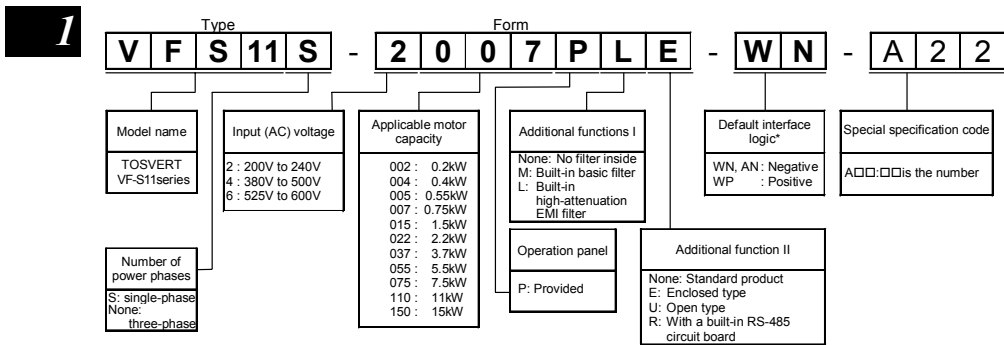 1
Type
Form
V F S 11 S - 2 0 0 7 P L E - W N - A 2 2
Model name
TOSVERT
VF-S11series
Number of
power phases
S: single-phase
None:
three-phase
Input (AC) voltage
2 : 200V to 240V
4 : 380V to 500V
6 : 525V to 600V
Applicable motor
capacity
002 : 0.2kW
004 : 0.4kW
005 : 0.55kW
007 : 0.75kW
015 : 1.5kW
022 : 2.2kW
037 : 3.7kW
055 : 5.5kW
075 : 7.5kW
110 : 11kW
150 : 15kW
Additional functions I
None: No filter inside
M: Built-in basic filter
L: Built-in
high-attenuation
EMI filter
Operation panel
P: Provided
Default interface
logic*
WN, AN : Negative
WP : Positive
Additional function II
None: Standard product
E: Enclosed type
U: Open type
R: With a built-in RS-485
circuit board
Special specification code
A□□:□□is the number